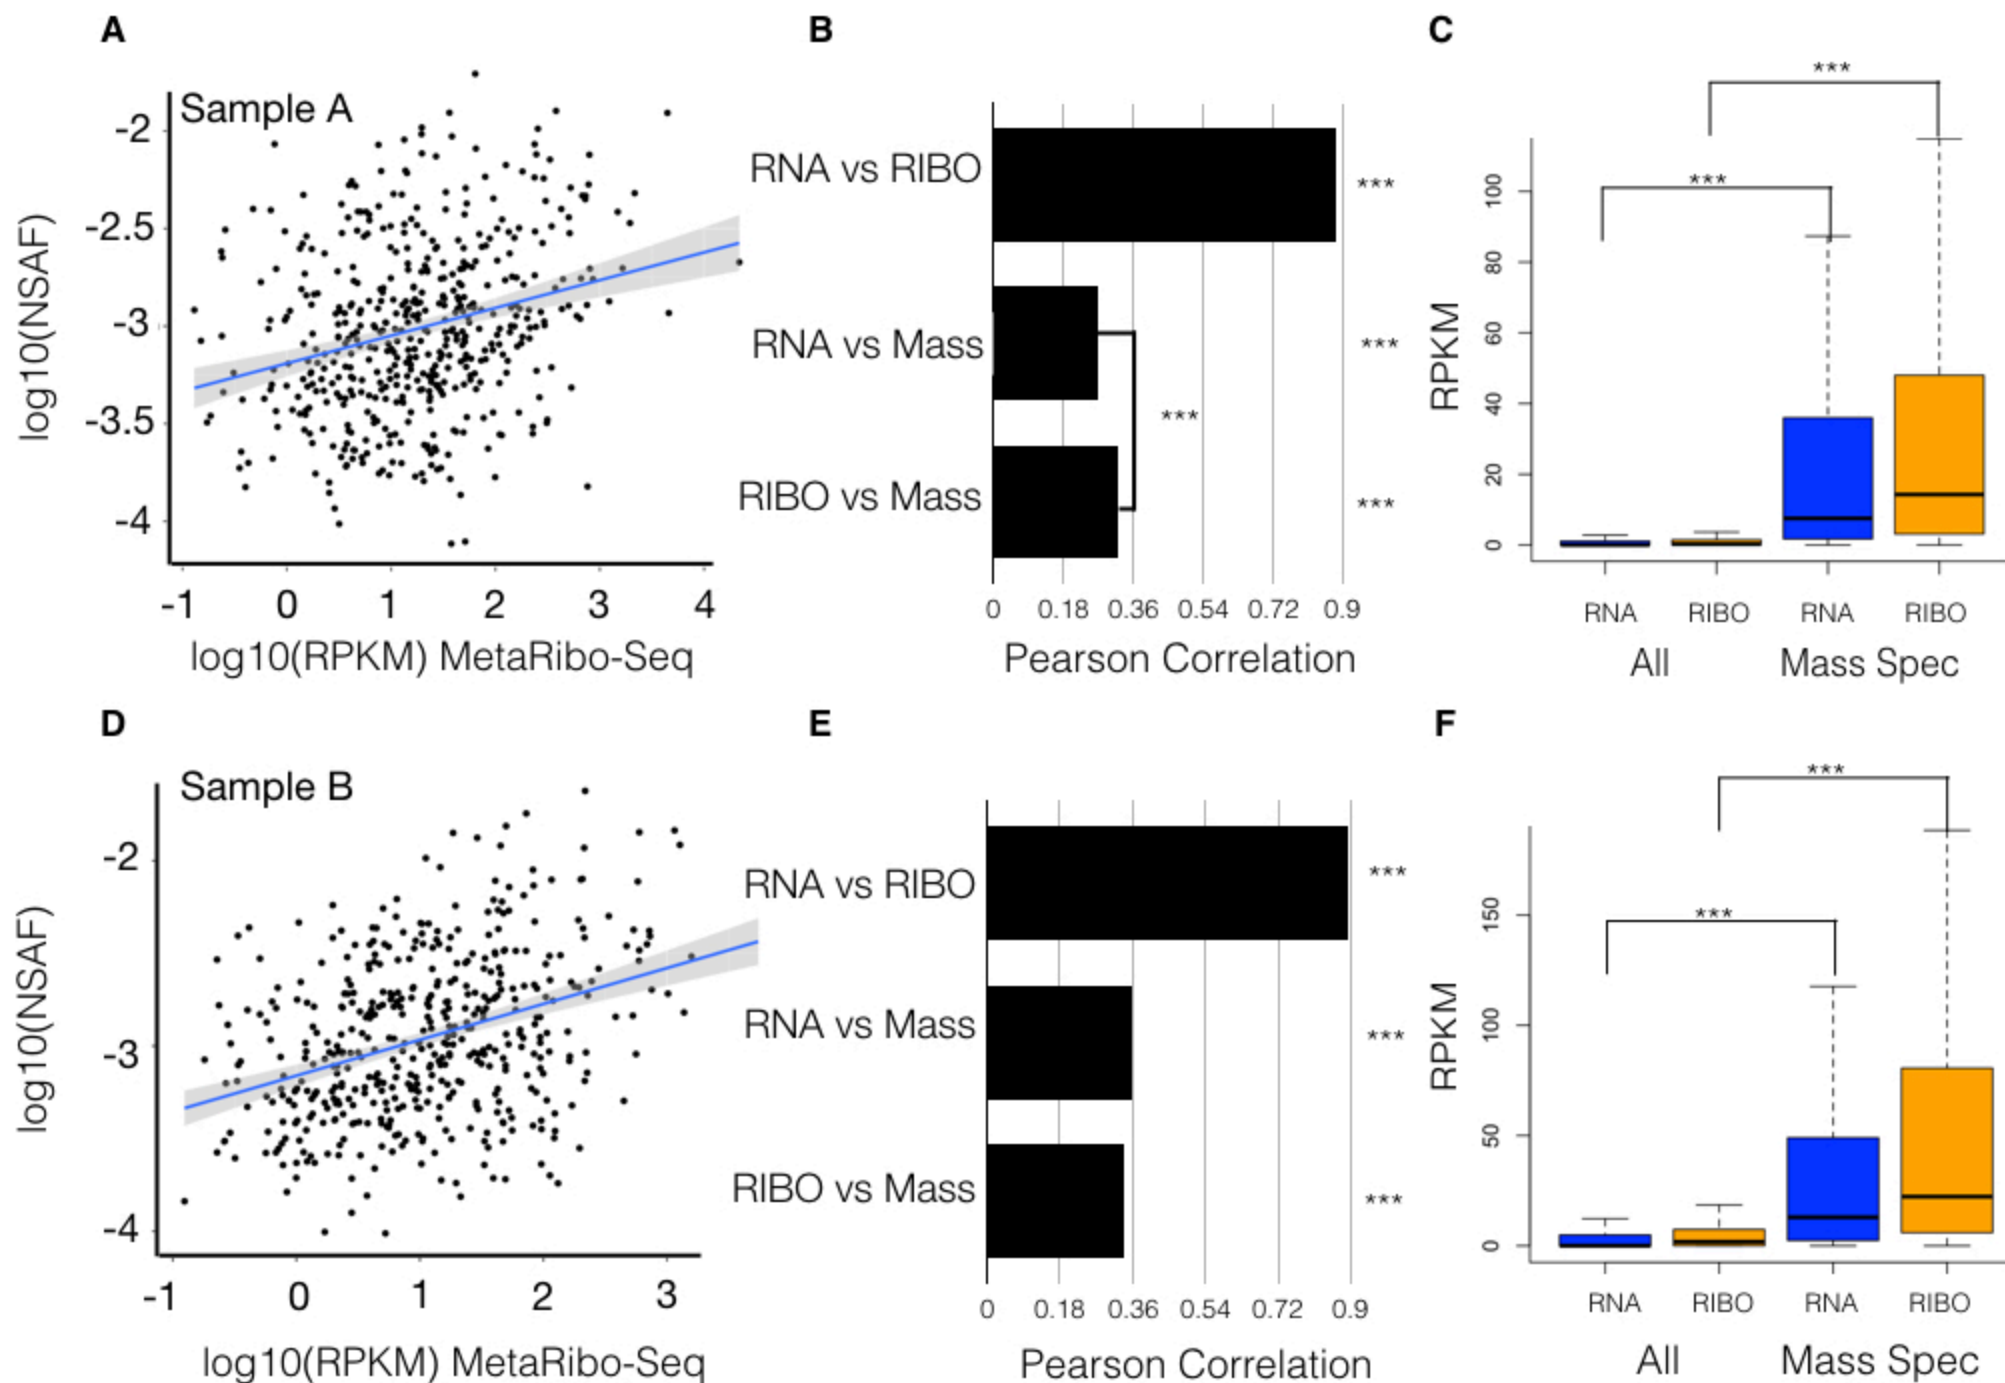 A
Sample A
-2
-2.5
-3
-3.5
-4
log10(NSAF)
-1 0 1 2 3 4
log10(RPKM) MetaRibo-Seq
B
RNA vs RIBO
***
RNA vs Mass
***
***
RIBO vs Mass
***
0 0.18 0.36 0.54 0.72 0.9
Pearson Correlation
C
***
***
100
80
60
40
20
0
RPKM
RNA RIBO RNA RIBO
All Mass Spec
D
Sample B
-2
-3
-4
log10(NSAF)
-1 0 1 2 3
log10(RPKM) MetaRibo-Seq
E
RNA vs RIBO
***
RNA vs Mass
***
RIBO vs Mass
***
0 0.18 0.36 0.54 0.72 0.9
Pearson Correlation
F
***
***
150
100
50
0
RPKM
RNA RIBO RNA RIBO
All Mass Spec